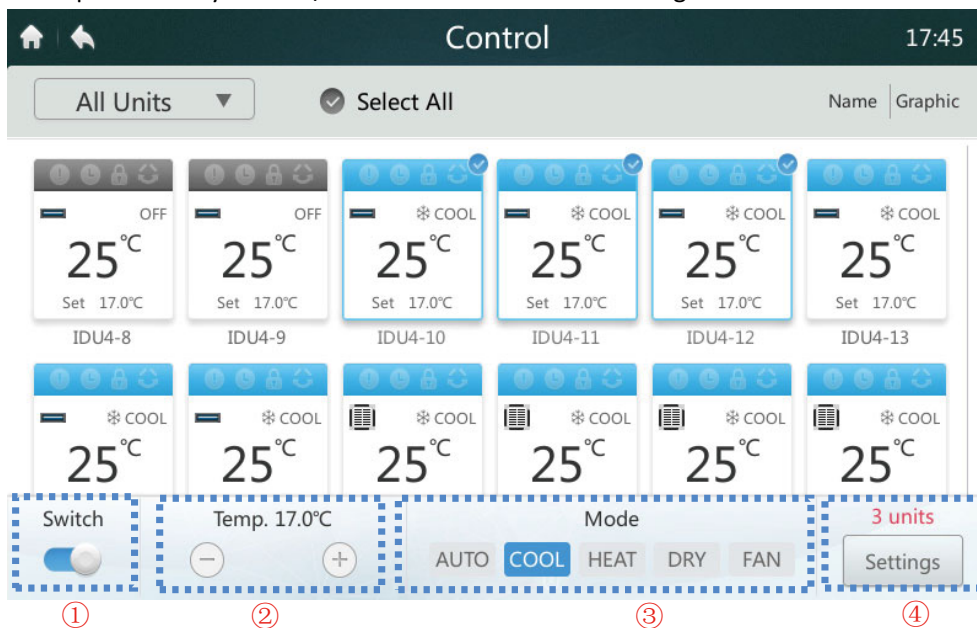 Control 17:45
All Units ▼ Select All Name Graphic
OFF OFF COOL COOL COOL COOL
25℃ 25℃ 25℃ 25℃ 25℃ 25℃
Set 17.0℃ Set 17.0℃ Set 17.0℃ Set 17.0℃ Set 17.0℃ Set 17.0℃
IDU4-8 IDU4-9 IDU4-10 IDU4-11 IDU4-12 IDU4-13
COOL COOL COOL COOL COOL COOL
25℃ 25℃ 25℃ 25℃ 25℃ 25℃
Switch Temp. 17.0℃ Mode 3 units
− + AUTO COOL HEAT DRY FAN Settings
① ② ③ ④